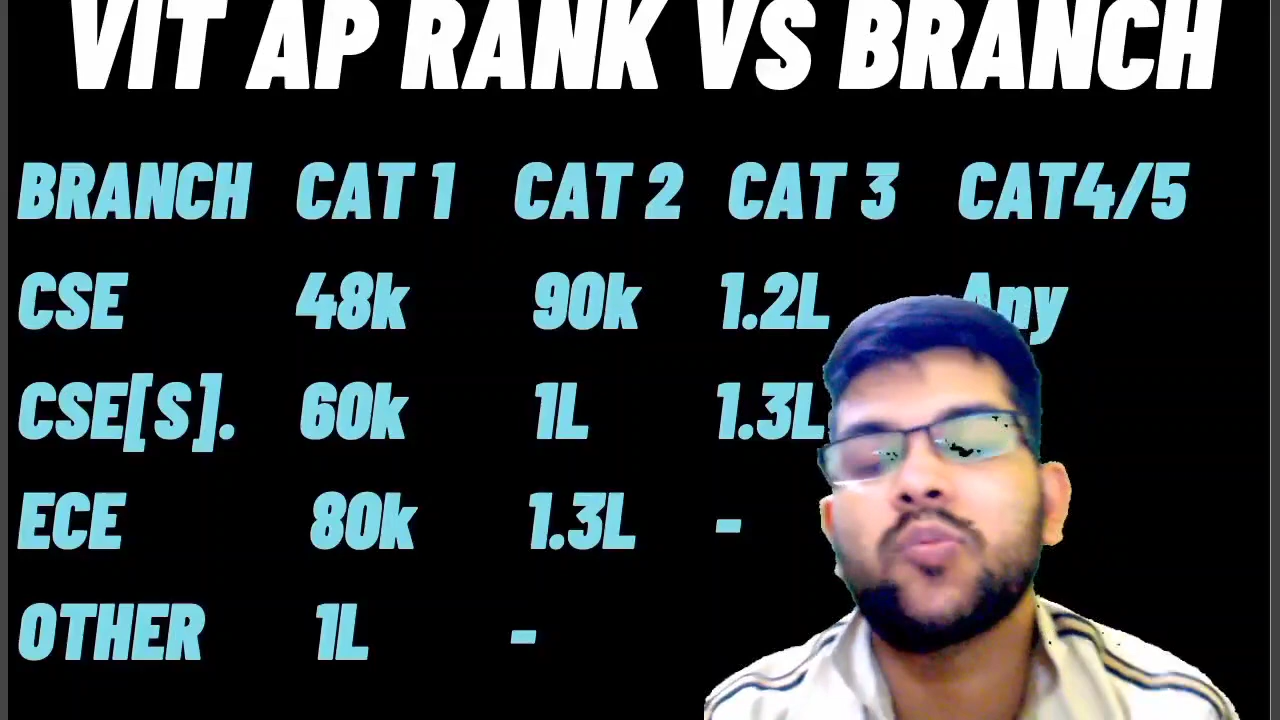 VIT AP RANK VS BRANCH
BRANCH CAT 1 CAT 2 CAT 3 CAT4/5
CSE 48k 90k 1.2L Any
CSE[S]. 60k 1L 1.3L
ECE 80k 1.3L -
OTHER 1L -